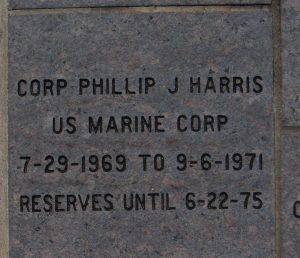 CORP PHILLIP J HARRIS
US MARINE CORP
7-29-1969 TO 9-6-1971
RESERVES UNTIL 6-22-75